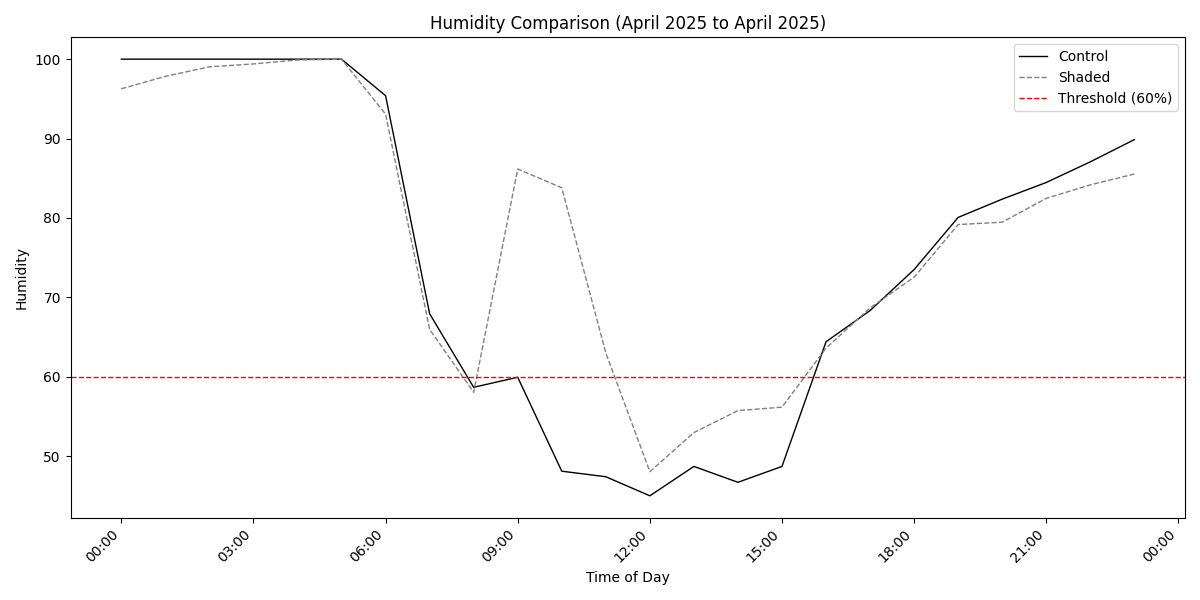 Humidity Comparison (April 2025 to April 2025)
Control
Shaded
Threshold (60%)
100
90
80
70
60
50
Humidity
00:00
03:00
06:00
09:00
12:00
15:00
18:00
21:00
00:00
Time of Day